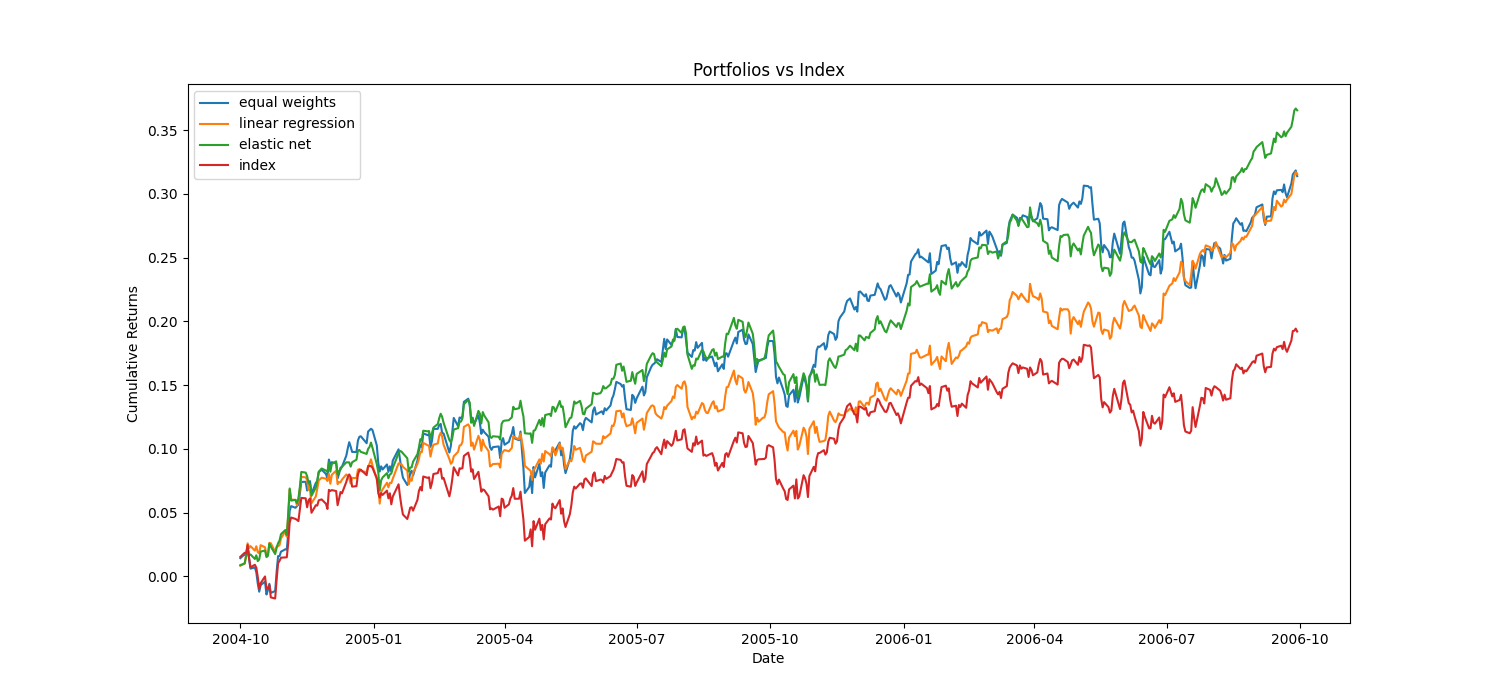 Portfolios vs Index
equal weights
linear regression
elastic net
index
Cumulative Returns
0.35
0.30
0.25
0.20
0.15
0.10
0.05
0.00
2004-10 2005-01 2005-04 2005-07 2005-10 2006-01 2006-04 2006-07 2006-10
Date